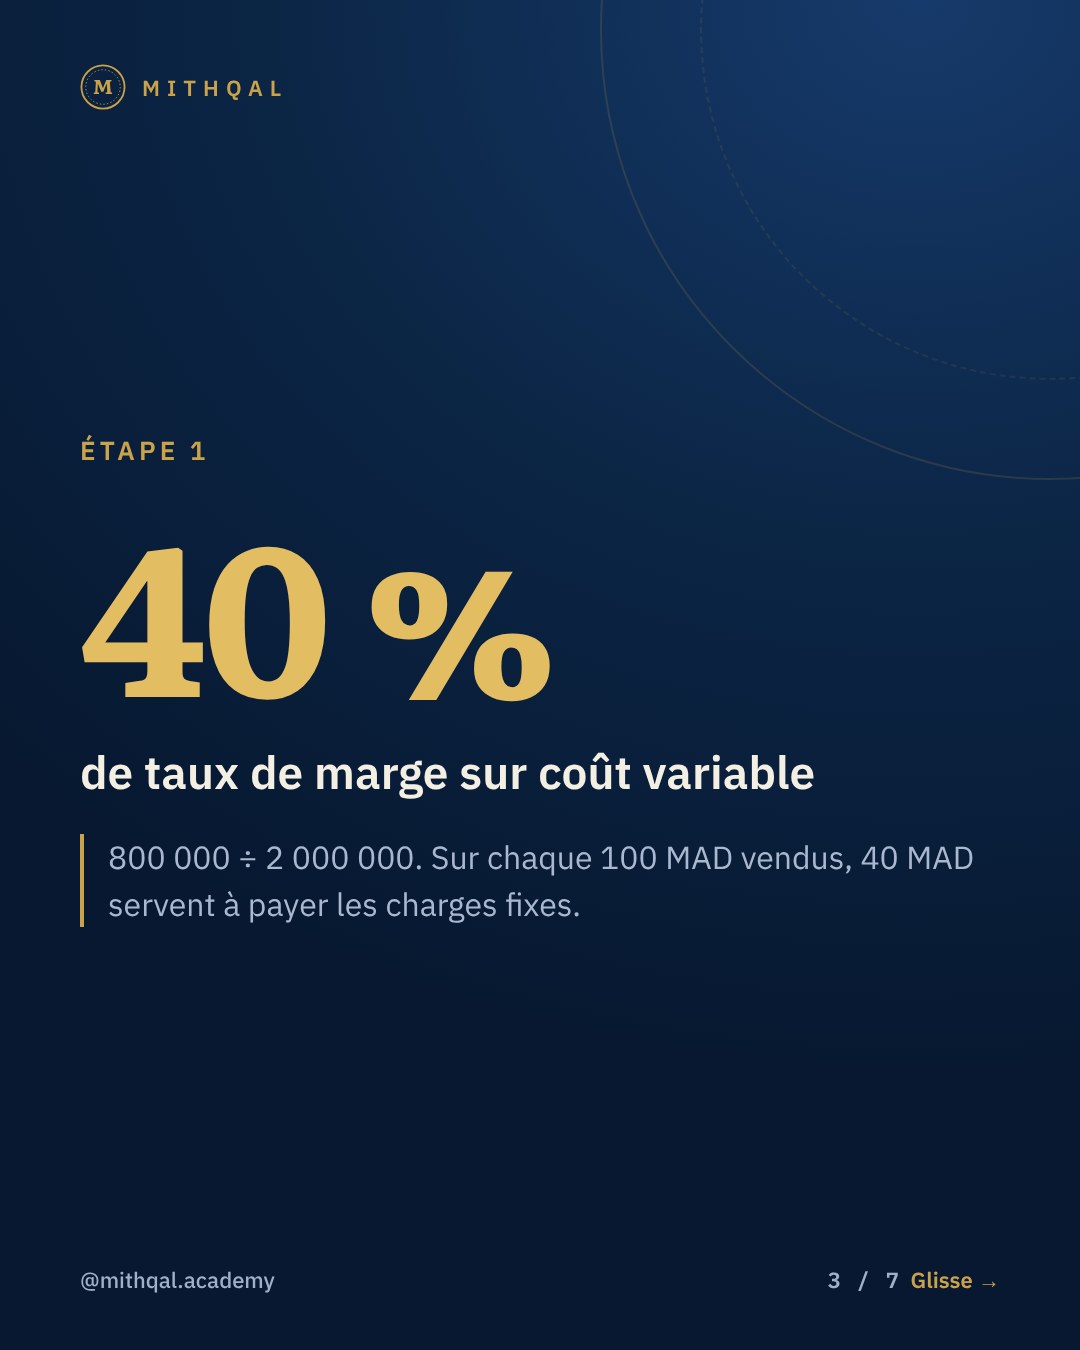 M MITHQAL
ÉTAPE 1
40 %
de taux de marge sur coût variable
800 000 ÷ 2 000 000. Sur chaque 100 MAD vendus, 40 MAD
servent à payer les charges fixes.
@mithqal.academy
3 / 7 Glisse →